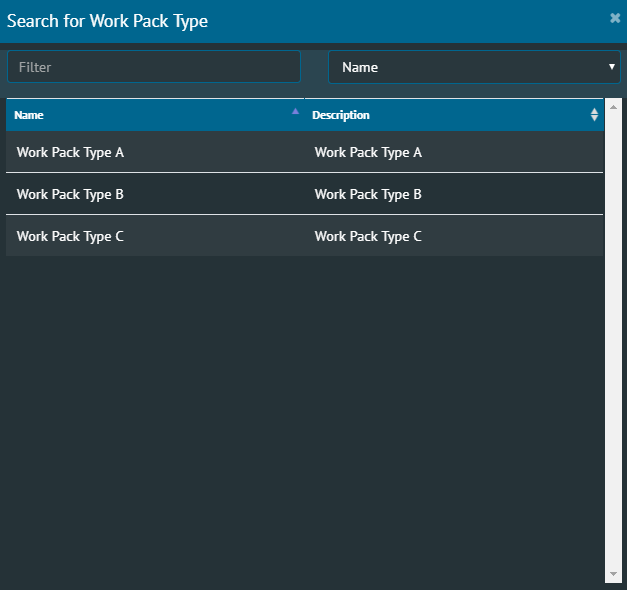 Search for Work Pack Type
Filter
Name
Name Description
Work Pack Type A Work Pack Type A
Work Pack Type B Work Pack Type B
Work Pack Type C Work Pack Type C